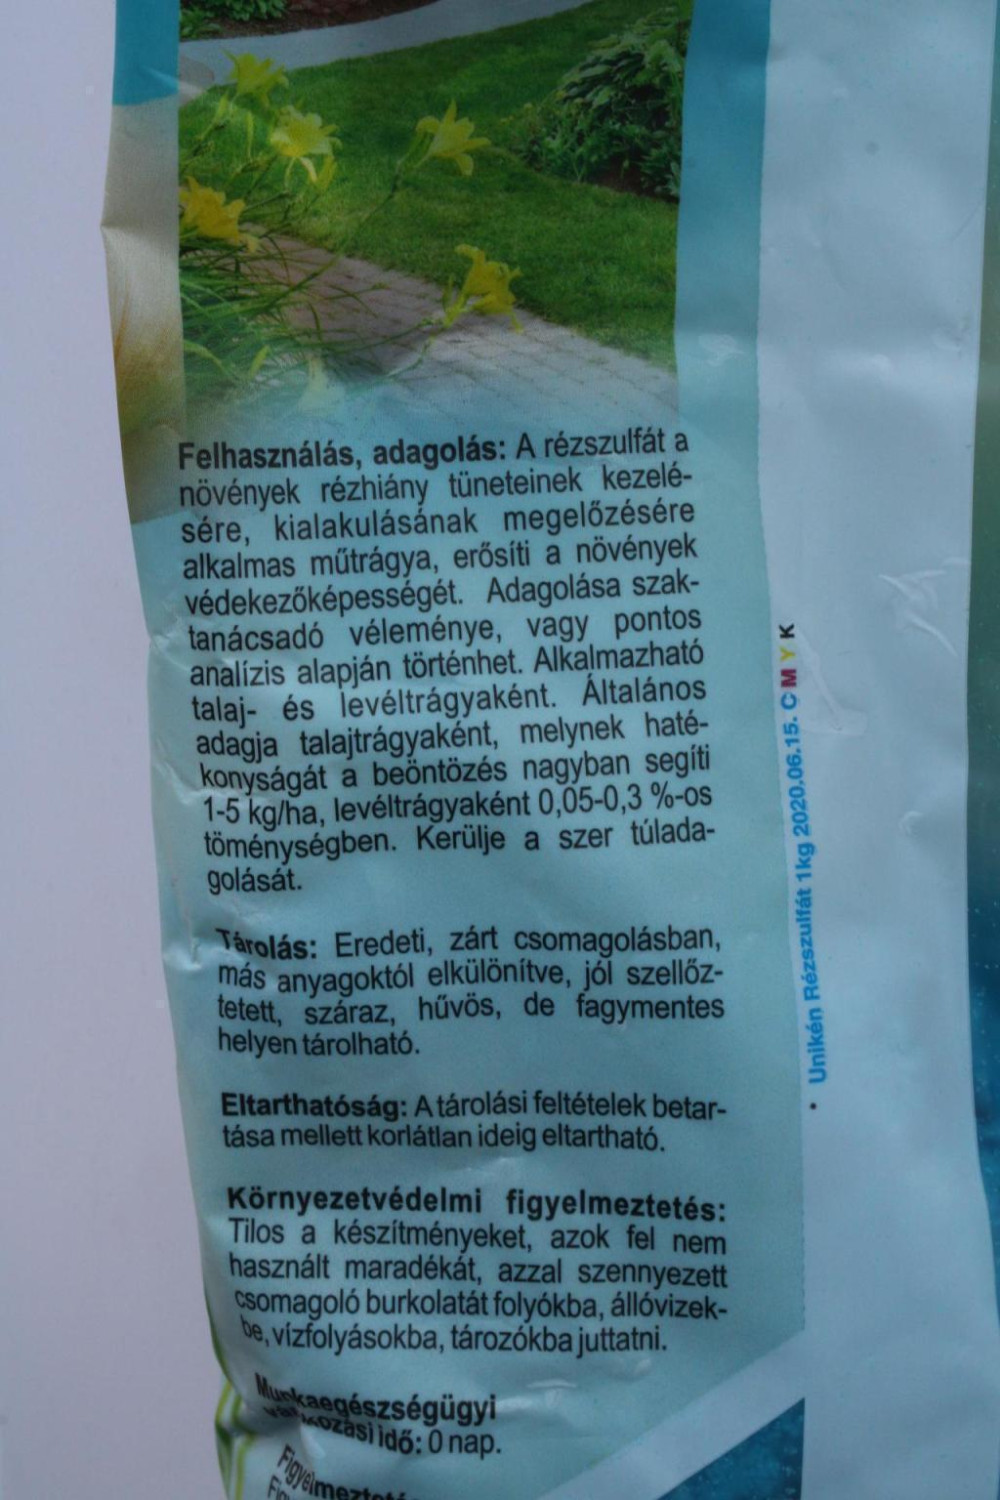 Felhasználás, adagolás: A rézszulfát a
növények rézhiány tüneteinek kezelé-
sére, kialakulásának megelőzésére
alkalmas műtrágya, erősíti a növények
védekezőképességét. Adagolása szak-
tanácsadó véleménye, vagy pontos
analízis alapján történhet. Alkalmazható
talaj- és levéltrágyaként. Általános
adagja talajtrágyaként, melynek haté-
konyságát a beöntözés nagyban segíti
1-5 kg/ha, levéltrágyaként 0,05-0,3 %-os
töménységben. Kerülje a szer túlada-
golását.
Tárolás: Eredeti, zárt csomagolásban,
más anyagoktól elkülönítve, jól szellőz-
tetett, száraz, hűvös, de fagymentes
helyen tárolható.
Eltarthatóság: A tárolási feltételek betar-
tása mellett korlátlan ideig eltartható.
Környezetvédelmi figyelmeztetés:
Tilos a készítményeket, azok fel nem
használt maradékát, azzal szennyezett
csomagoló burkolatát folyókba, állóvizek-
be, vízfolyásokba, tározókba juttatni.
Munkaegészségügyi
várakozási idő: 0 nap.
• Unikén Rézszulfát 1kg 2020.06.15. C M Y K